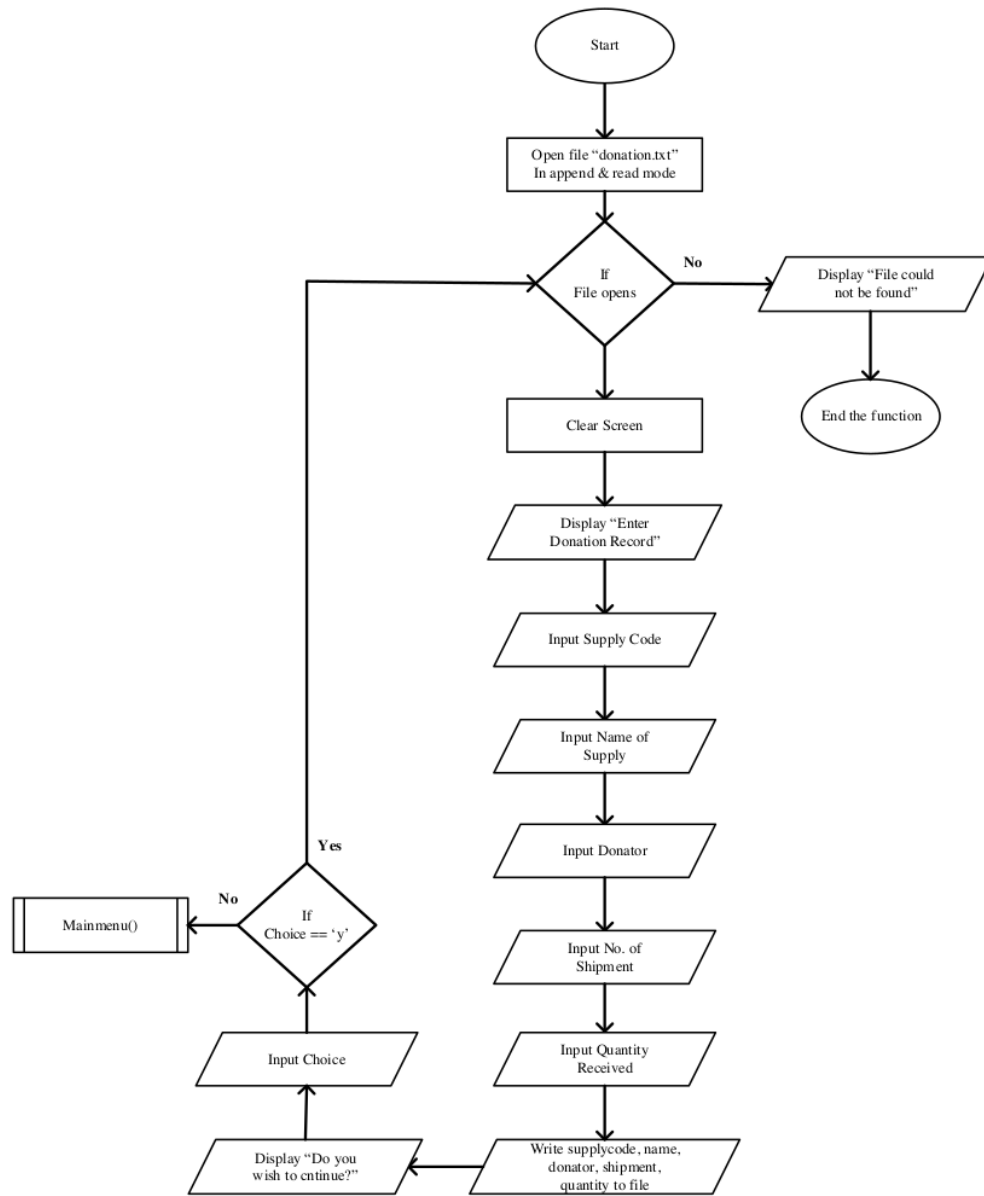 Start
Open file “donation.txt”
In append & read mode
If
File opens
No
Display “File could
not be found”
End the function
Clear Screen
Display “Enter
Donation Record”
Input Supply Code
Input Name of
Supply
Input Donator
Input No. of
Shipment
Input Quantity
Received
Write supplycode, name,
donator, shipment,
quantity to file
Display “Do you
wish to cntinue?”
Input Choice
If
Choice == ‘y’
Yes
No
Mainmenu()